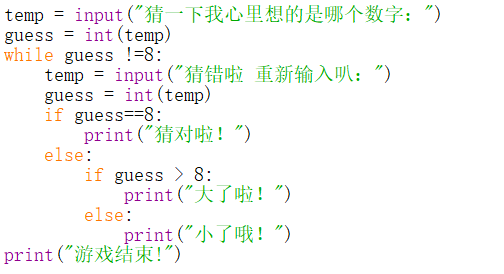 temp = input("猜一下我心里想的是哪个数字：")
guess = int(temp)
while guess !=8:
    temp = input("猜错啦 重新输入叭：")
    guess = int(temp)
    if guess==8:
        print("猜对啦！")
    else:
        if guess > 8:
            print("大了啦！")
        else:
            print("小了哦！")
print("游戏结束!")